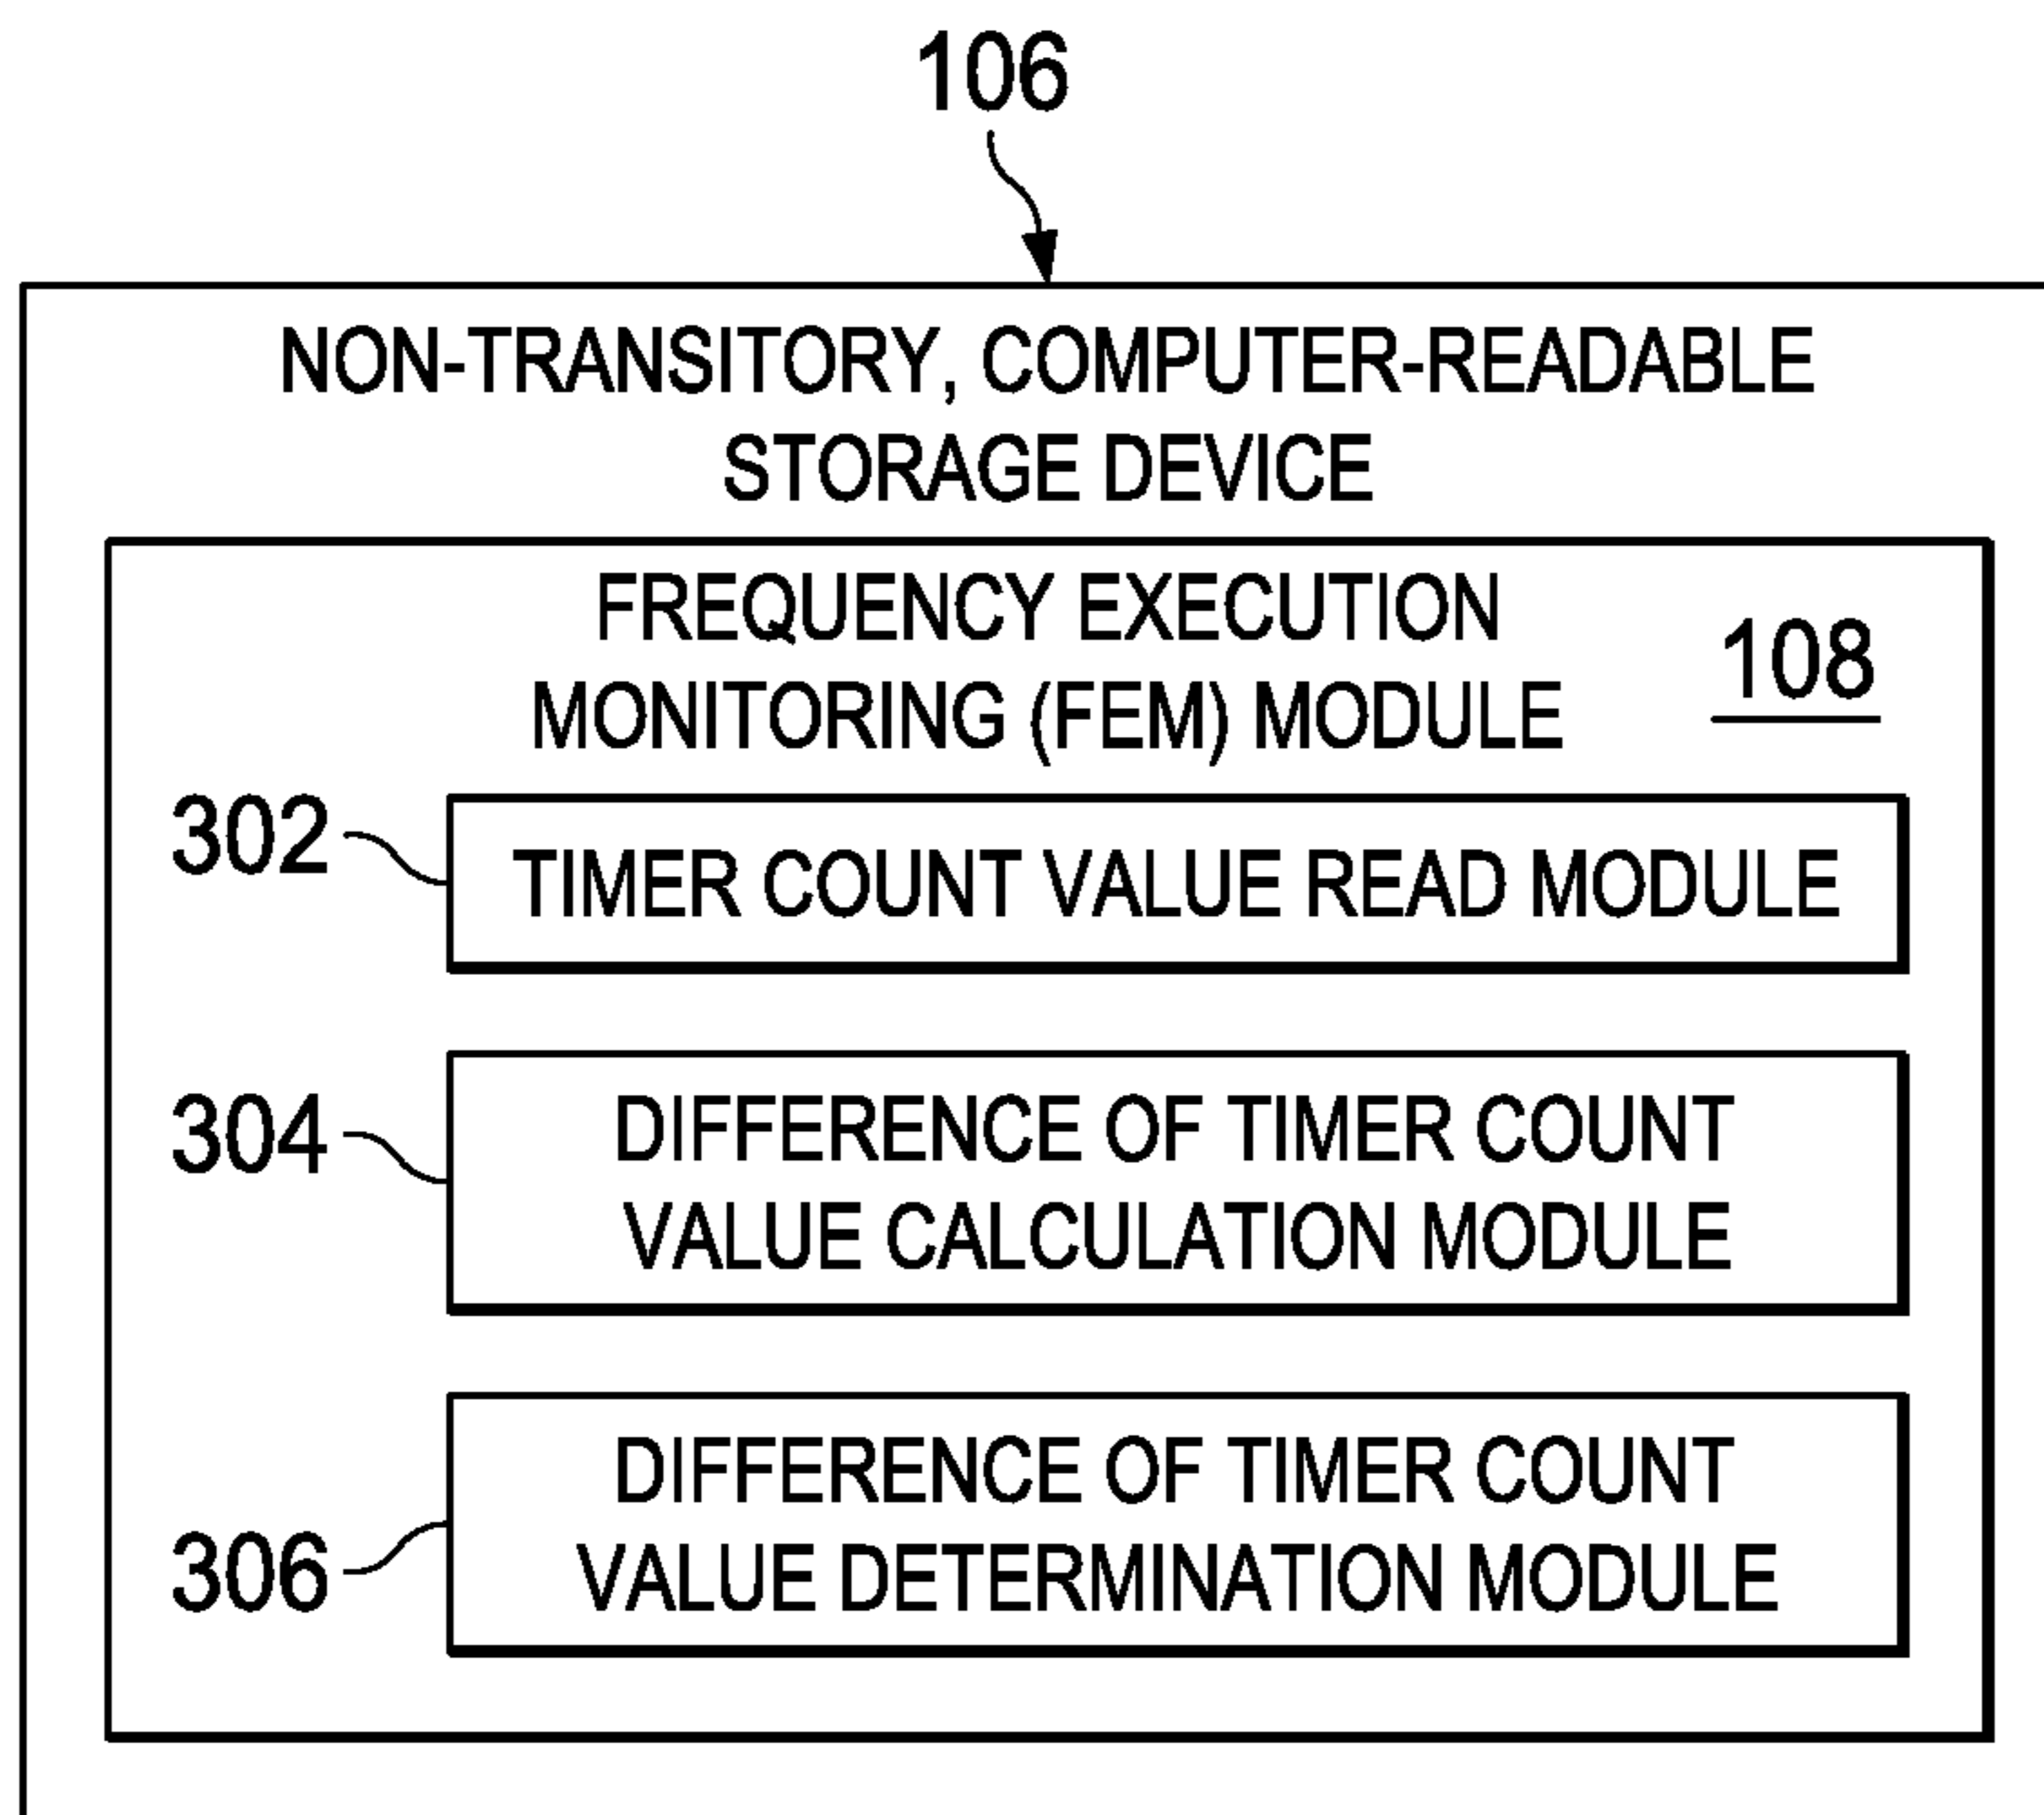 106
NON-TRANSITORY, COMPUTER-READABLE
STORAGE DEVICE
FREQUENCY EXECUTION
MONITORING (FEM) MODULE
108
302
TIMER COUNT VALUE READ MODULE
304
DIFFERENCE OF TIMER COUNT
VALUE CALCULATION MODULE
306
DIFFERENCE OF TIMER COUNT
VALUE DETERMINATION MODULE